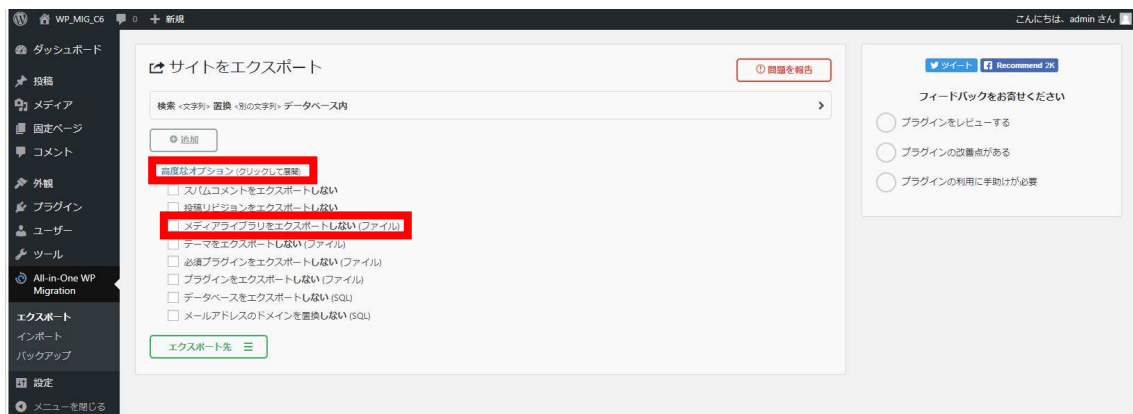 WP_MIG_C6 0 + 新規
こんにちは、admin さん
ダッシュボード
投稿
メディア
固定ページ
コメント
外観
プラグイン
ユーザー
ツール
All-in-One WP
Migration
エクスポート
インポート
バックアップ
設定
メニューを閉じる
サイトをエクスポート
問題を報告
検索 <文字列> 置換 <別の文字列> データベース内
追加
高度なオプション (クリックして展開)
スパムコメントをエクスポートしない
投稿リビジョンをエクスポートしない
メディアライブラリをエクスポートしない (ファイル)
テーマをエクスポートしない (ファイル)
必須プラグインをエクスポートしない (ファイル)
プラグインをエクスポートしない (ファイル)
データベースをエクスポートしない (SQL)
メールアドレスのドメインを置換しない (SQL)
エクスポート先
ツイート Recommend 2K
フィードバックをお寄せください
プラグインをレビューする
プラグインの改善点がある
プラグインの利用に手助けが必要